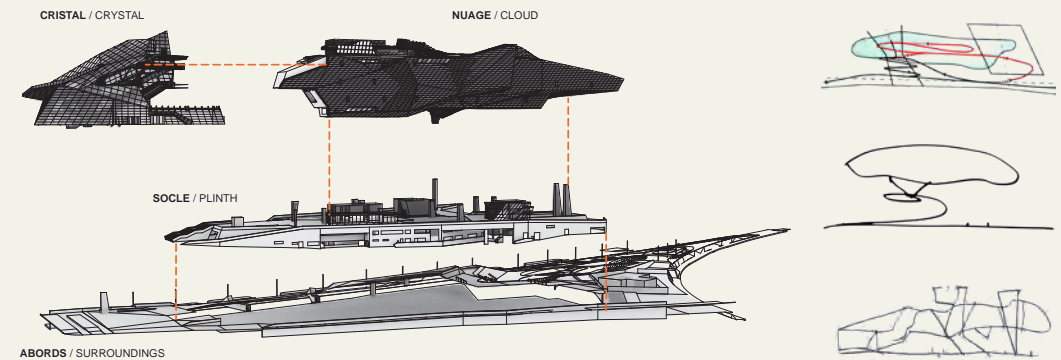 CRISTAL / CRYSTAL
NUAGE / CLOUD
SOCLE / PLINTH
ABORDS / SURROUNDINGS